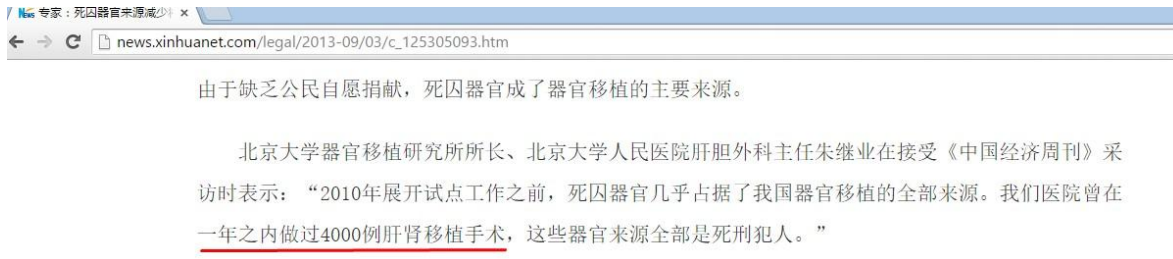 News 专家：死囚器官来源减少
news.xinhuanet.com/legal/2013-09/03/c_125305093.htm
由于缺乏公民自愿捐献，死囚器官成了器官移植的主要来源。
北京大学器官移植研究所所长、北京大学人民医院肝胆外科主任朱继业在接受《中国经济周刊》采
访时表示：“2010年展开试点工作之前，死囚器官几乎占据了我国器官移植的全部来源。我们医院曾在
一年之内做过4000例肝肾移植手术，这些器官来源全部是死刑犯人。”